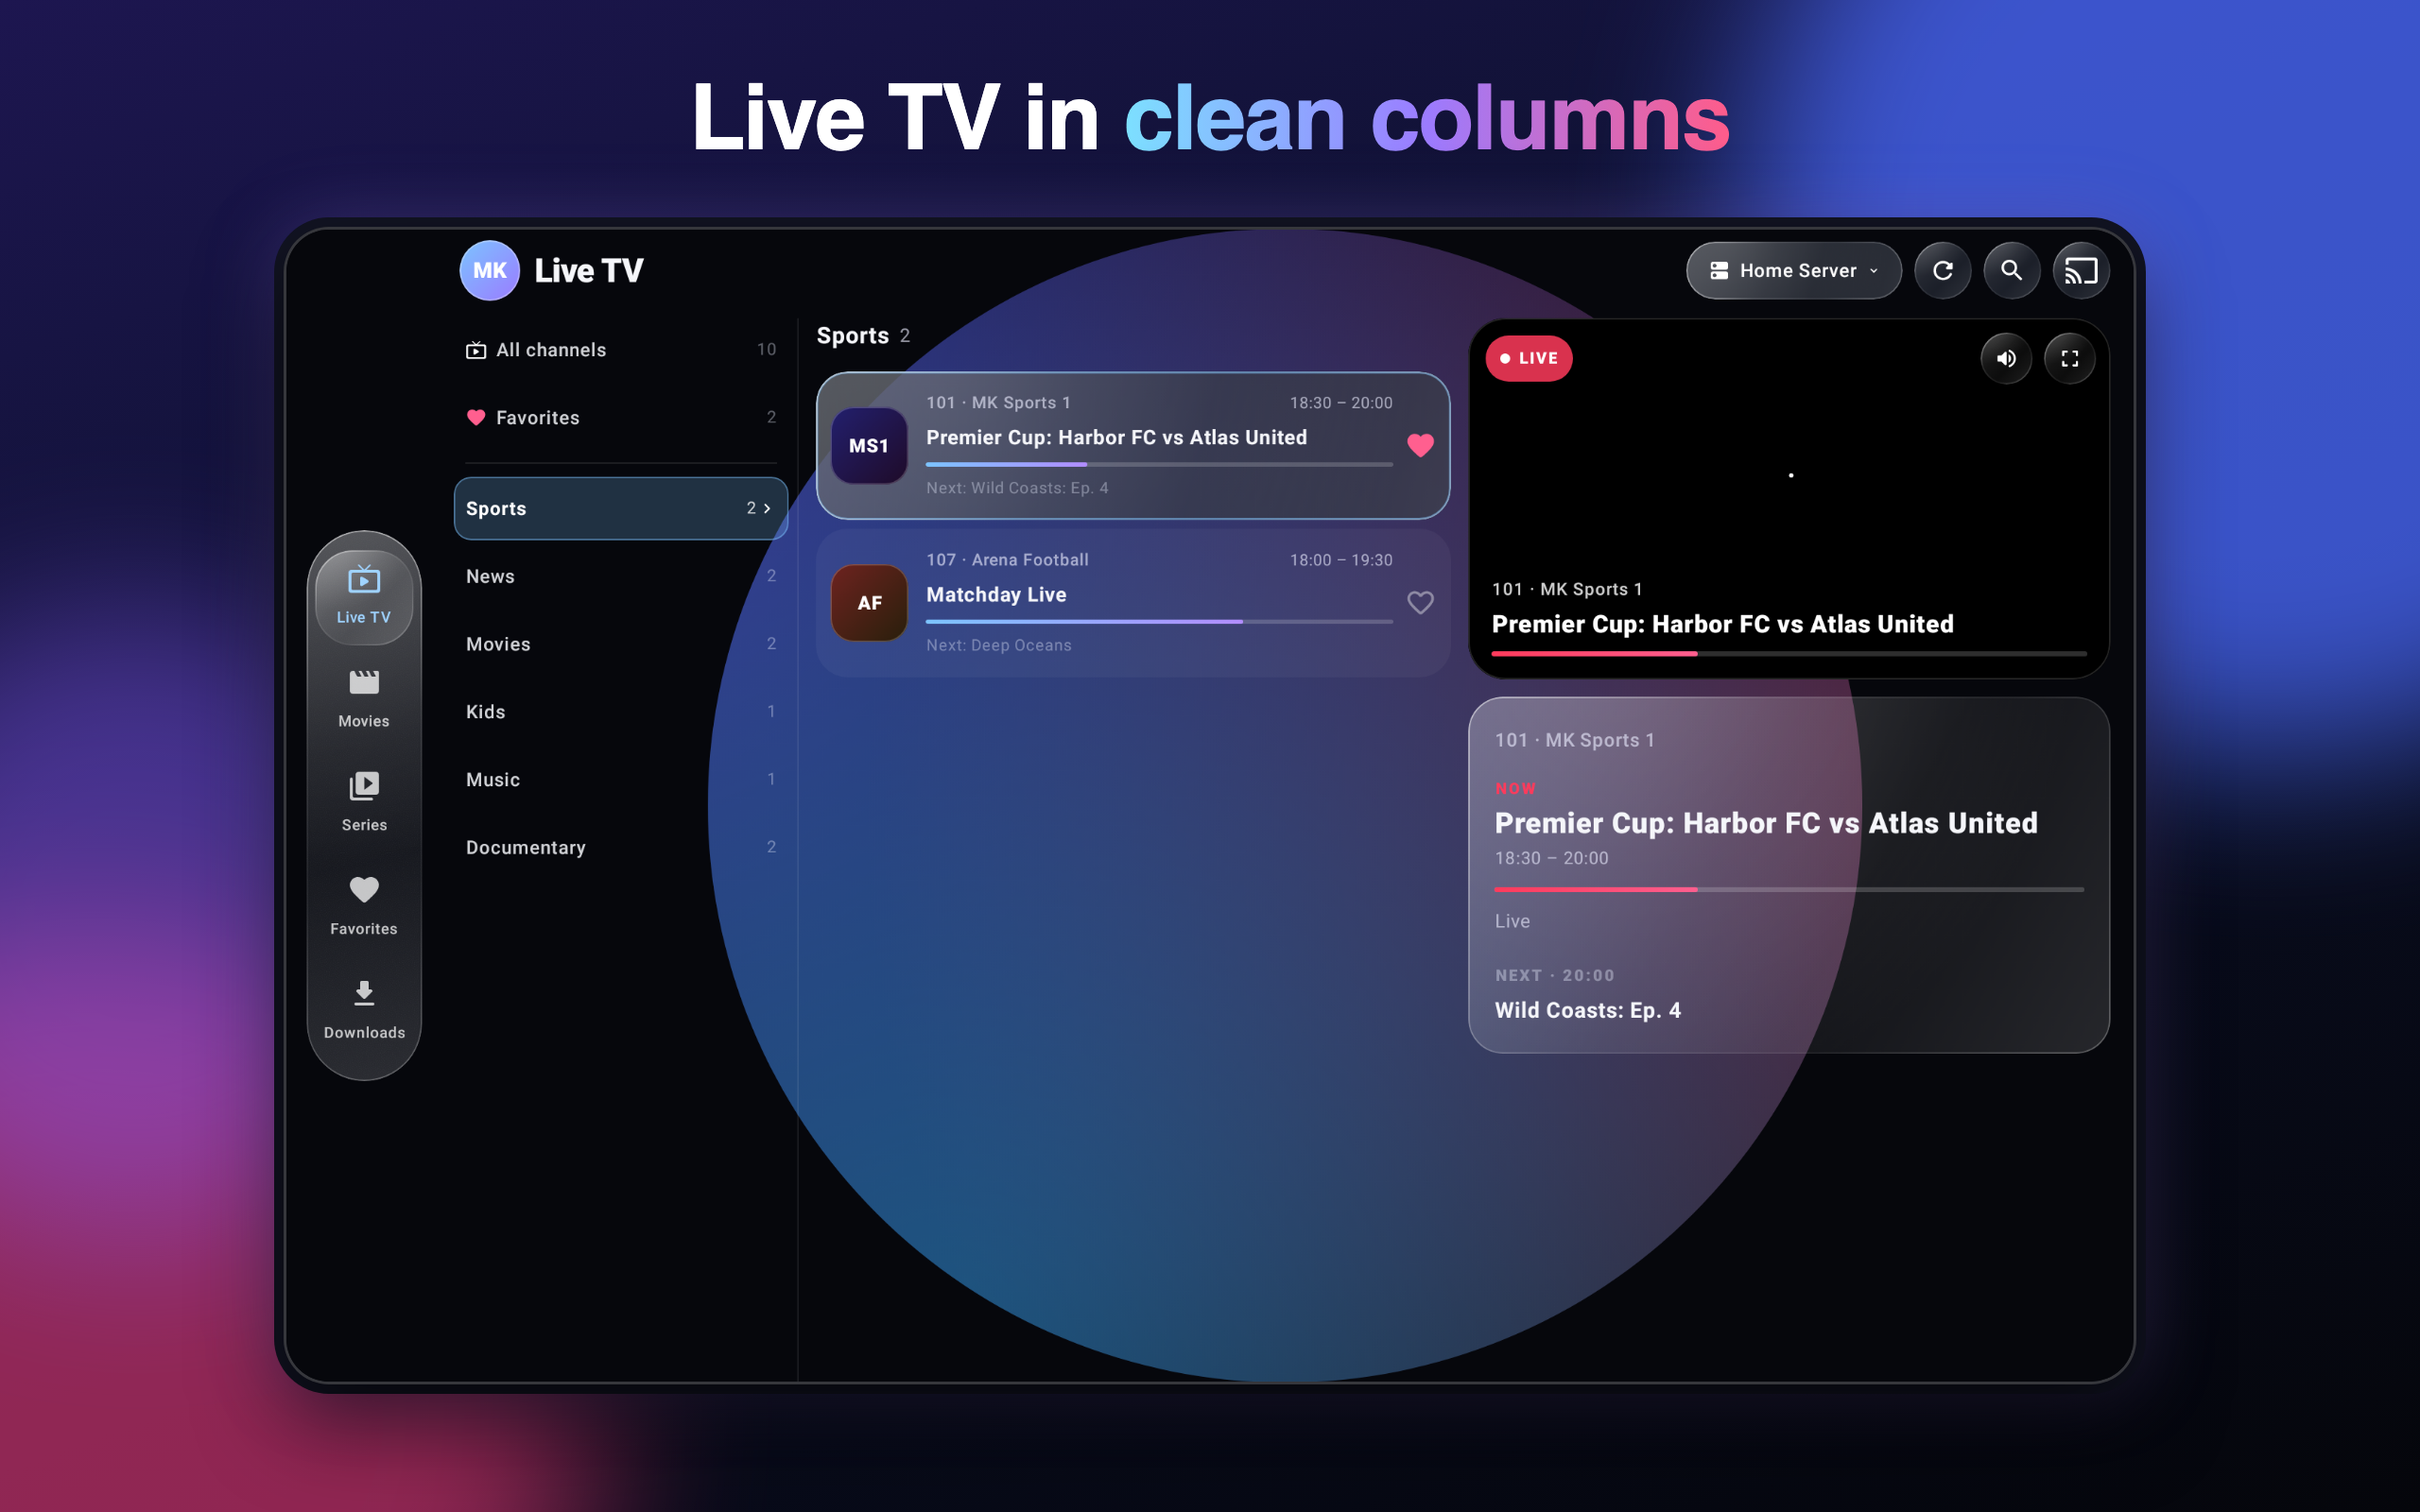 Live TV in clean columns
MK Live TV
Home Server
All channels 10
Favorites 2
Sports 2
News 2
Movies 2
Kids 1
Music 1
Documentary 2
Live TV
Movies
Series
Favorites
Downloads
Sports 2
MS1
101 · MK Sports 1 18:30 – 20:00
Premier Cup: Harbor FC vs Atlas United
Next: Wild Coasts: Ep. 4
AF
107 · Arena Football 18:00 – 19:30
Matchday Live
Next: Deep Oceans
LIVE
101 · MK Sports 1
Premier Cup: Harbor FC vs Atlas United
101 · MK Sports 1
NOW
Premier Cup: Harbor FC vs Atlas United
18:30 – 20:00
Live
NEXT · 20:00
Wild Coasts: Ep. 4